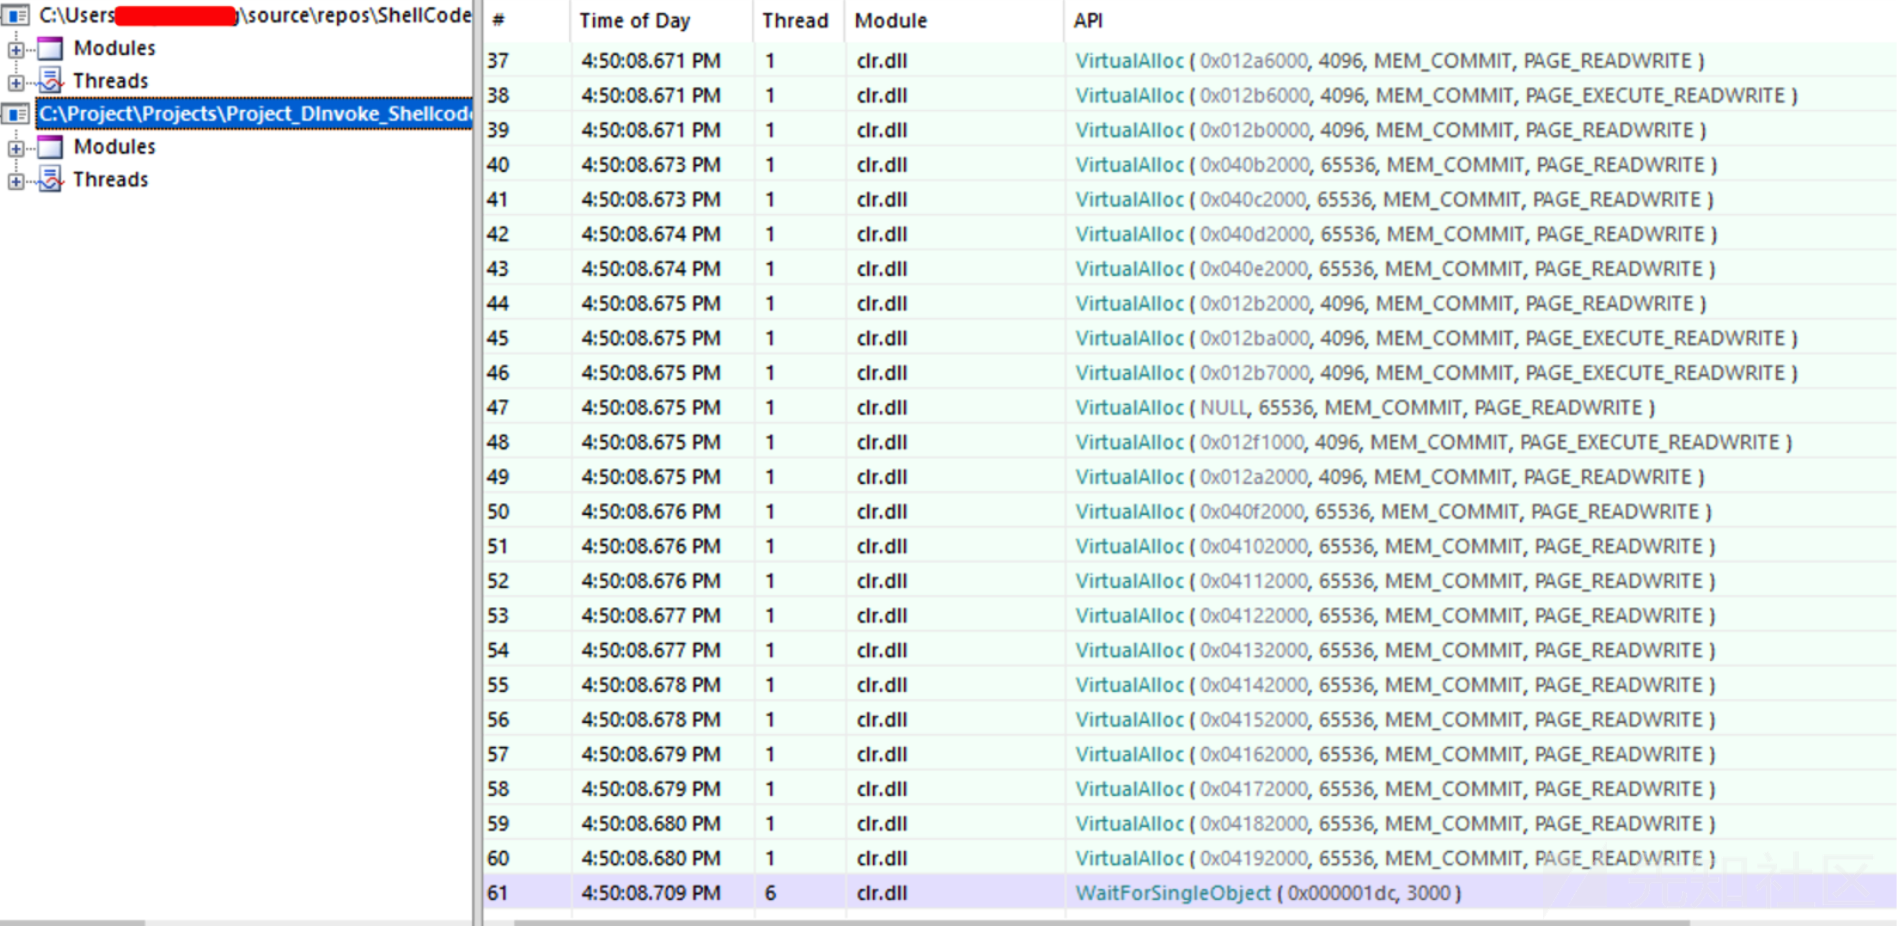 C:\Users g\source\repos\ShellCode
Modules
Threads
C:\Project\Projects\Project_DInvoke_Shellcod
Modules
Threads
# Time of Day Thread Module API
37 4:50:08.671 PM 1 clr.dll VirtualAlloc ( 0x012a6000, 4096, MEM_COMMIT, PAGE_READWRITE )
38 4:50:08.671 PM 1 clr.dll VirtualAlloc ( 0x012b6000, 4096, MEM_COMMIT, PAGE_EXECUTE_READWRITE )
39 4:50:08.671 PM 1 clr.dll VirtualAlloc ( 0x012b0000, 4096, MEM_COMMIT, PAGE_READWRITE )
40 4:50:08.673 PM 1 clr.dll VirtualAlloc ( 0x040b2000, 65536, MEM_COMMIT, PAGE_READWRITE )
41 4:50:08.673 PM 1 clr.dll VirtualAlloc ( 0x040c2000, 65536, MEM_COMMIT, PAGE_READWRITE )
42 4:50:08.674 PM 1 clr.dll VirtualAlloc ( 0x040d2000, 65536, MEM_COMMIT, PAGE_READWRITE )
43 4:50:08.674 PM 1 clr.dll VirtualAlloc ( 0x040e2000, 65536, MEM_COMMIT, PAGE_READWRITE )
44 4:50:08.675 PM 1 clr.dll VirtualAlloc ( 0x012b2000, 4096, MEM_COMMIT, PAGE_READWRITE )
45 4:50:08.675 PM 1 clr.dll VirtualAlloc ( 0x012ba000, 4096, MEM_COMMIT, PAGE_EXECUTE_READWRITE )
46 4:50:08.675 PM 1 clr.dll VirtualAlloc ( 0x012b7000, 4096, MEM_COMMIT, PAGE_EXECUTE_READWRITE )
47 4:50:08.675 PM 1 clr.dll VirtualAlloc ( NULL, 65536, MEM_COMMIT, PAGE_READWRITE )
48 4:50:08.675 PM 1 clr.dll VirtualAlloc ( 0x012f1000, 4096, MEM_COMMIT, PAGE_EXECUTE_READWRITE )
49 4:50:08.675 PM 1 clr.dll VirtualAlloc ( 0x012a2000, 4096, MEM_COMMIT, PAGE_READWRITE )
50 4:50:08.676 PM 1 clr.dll VirtualAlloc ( 0x040f2000, 65536, MEM_COMMIT, PAGE_READWRITE )
51 4:50:08.676 PM 1 clr.dll VirtualAlloc ( 0x04102000, 65536, MEM_COMMIT, PAGE_READWRITE )
52 4:50:08.676 PM 1 clr.dll VirtualAlloc ( 0x04112000, 65536, MEM_COMMIT, PAGE_READWRITE )
53 4:50:08.677 PM 1 clr.dll VirtualAlloc ( 0x04122000, 65536, MEM_COMMIT, PAGE_READWRITE )
54 4:50:08.677 PM 1 clr.dll VirtualAlloc ( 0x04132000, 65536, MEM_COMMIT, PAGE_READWRITE )
55 4:50:08.678 PM 1 clr.dll VirtualAlloc ( 0x04142000, 65536, MEM_COMMIT, PAGE_READWRITE )
56 4:50:08.678 PM 1 clr.dll VirtualAlloc ( 0x04152000, 65536, MEM_COMMIT, PAGE_READWRITE )
57 4:50:08.679 PM 1 clr.dll VirtualAlloc ( 0x04162000, 65536, MEM_COMMIT, PAGE_READWRITE )
58 4:50:08.679 PM 1 clr.dll VirtualAlloc ( 0x04172000, 65536, MEM_COMMIT, PAGE_READWRITE )
59 4:50:08.680 PM 1 clr.dll VirtualAlloc ( 0x04182000, 65536, MEM_COMMIT, PAGE_READWRITE )
60 4:50:08.680 PM 1 clr.dll VirtualAlloc ( 0x04192000, 65536, MEM_COMMIT, PAGE_READWRITE )
61 4:50:08.709 PM 6 clr.dll WaitForSingleObject ( 0x000001dc, 3000 )
先知社区